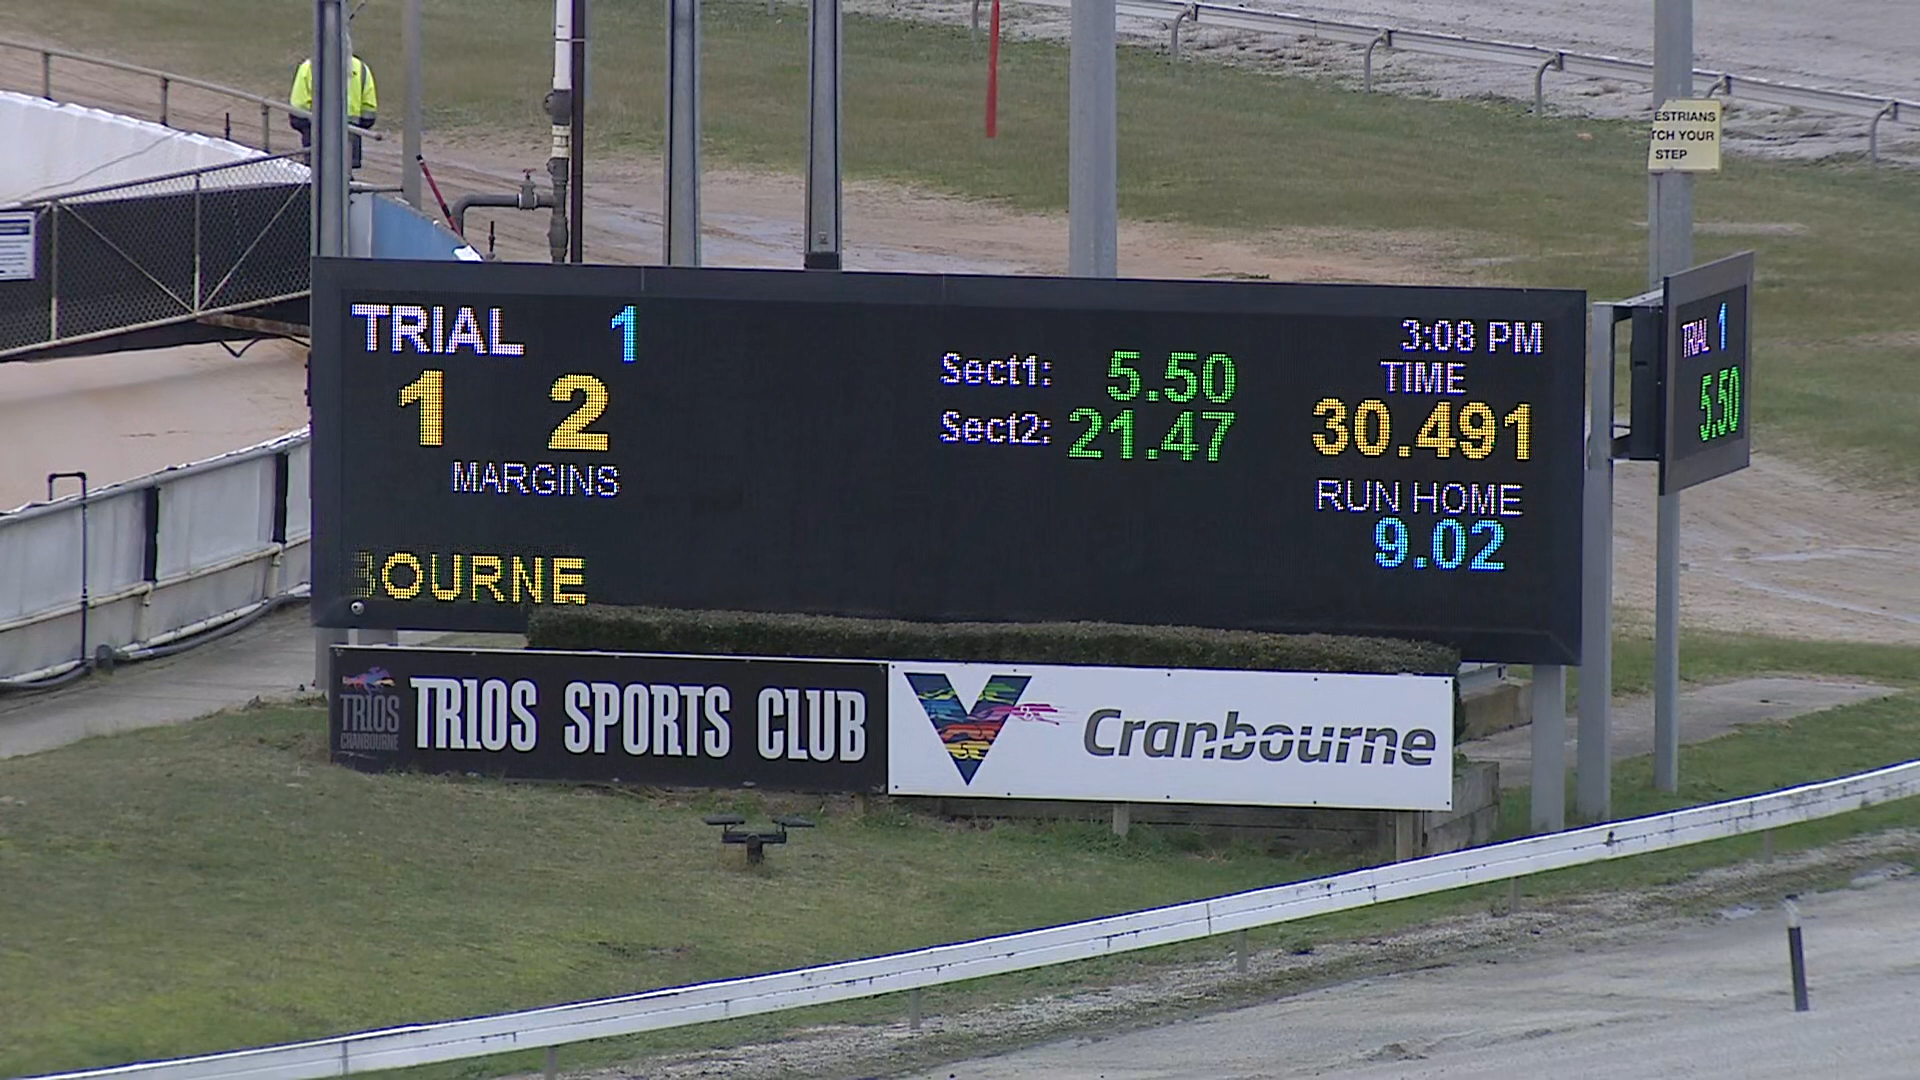 ESTRIANS
TCH YOUR
STEP
TRIAL 1
1 2
MARGINS
BOURNE
Sect1: 5.50
Sect2: 21.47
3:08 PM
TIME
30.491
RUN HOME
9.02
TRIAL 1
5.50
TRIOS
CRANBOURNE
TRIOS SPORTS CLUB
Cranbourne